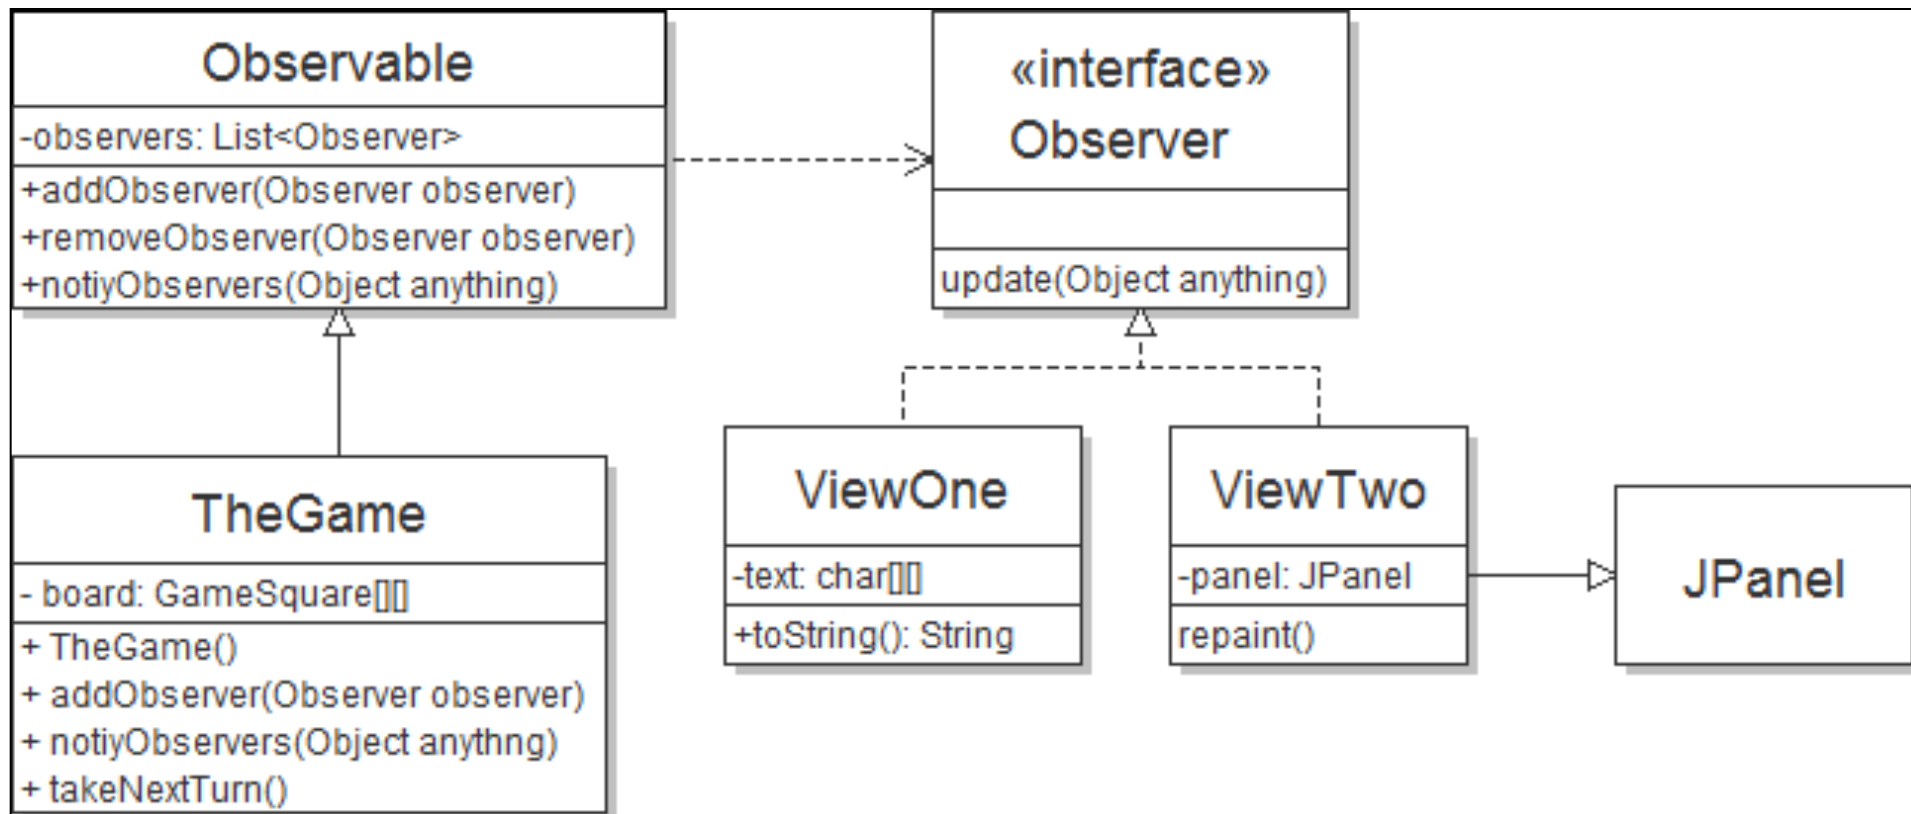 Observable
-observers: List<Observer>
+addObserver(Observer observer)
+removeObserver(Observer observer)
+notiyObservers(Object anything)
«interface»
Observer
update(Object anything)
TheGame
- board: GameSquare[][]
+ TheGame()
+ addObserver(Observer observer)
+ notiyObservers(Object anythng)
+ takeNextTurn()
ViewOne
-text: char[][]
+toString(): String
ViewTwo
-panel: JPanel
repaint()
JPanel